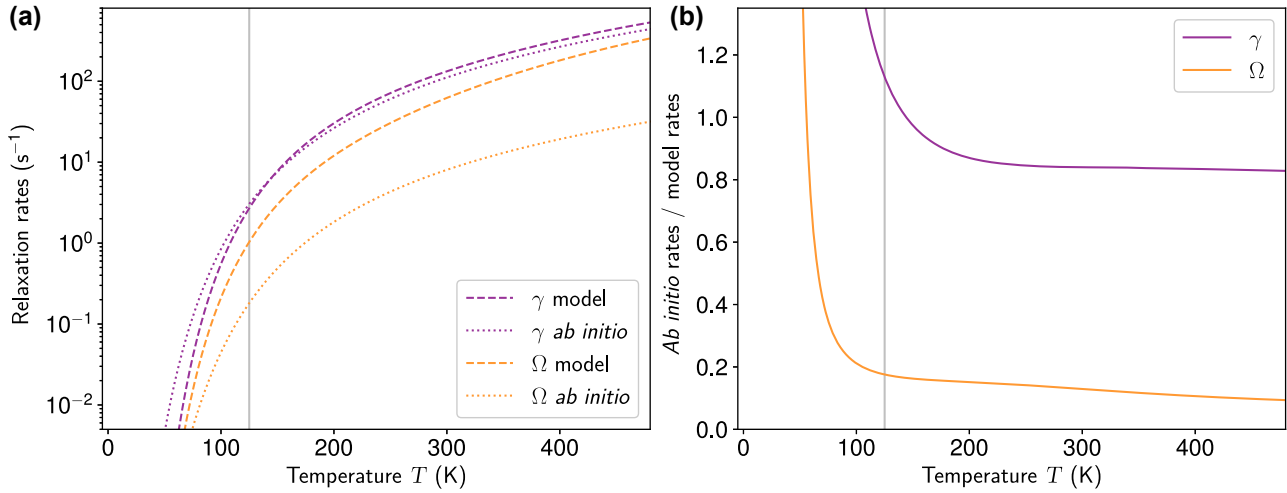 (a)
Relaxation rates (s⁻¹)
10²
10¹
10⁰
10⁻¹
10⁻²
γ model
γ ab initio
Ω model
Ω ab initio
0 100 200 300 400
Temperature T (K)
(b)
Ab initio rates / model rates
1.2
1.0
0.8
0.6
0.4
0.2
0.0
γ
Ω
0 100 200 300 400
Temperature T (K)